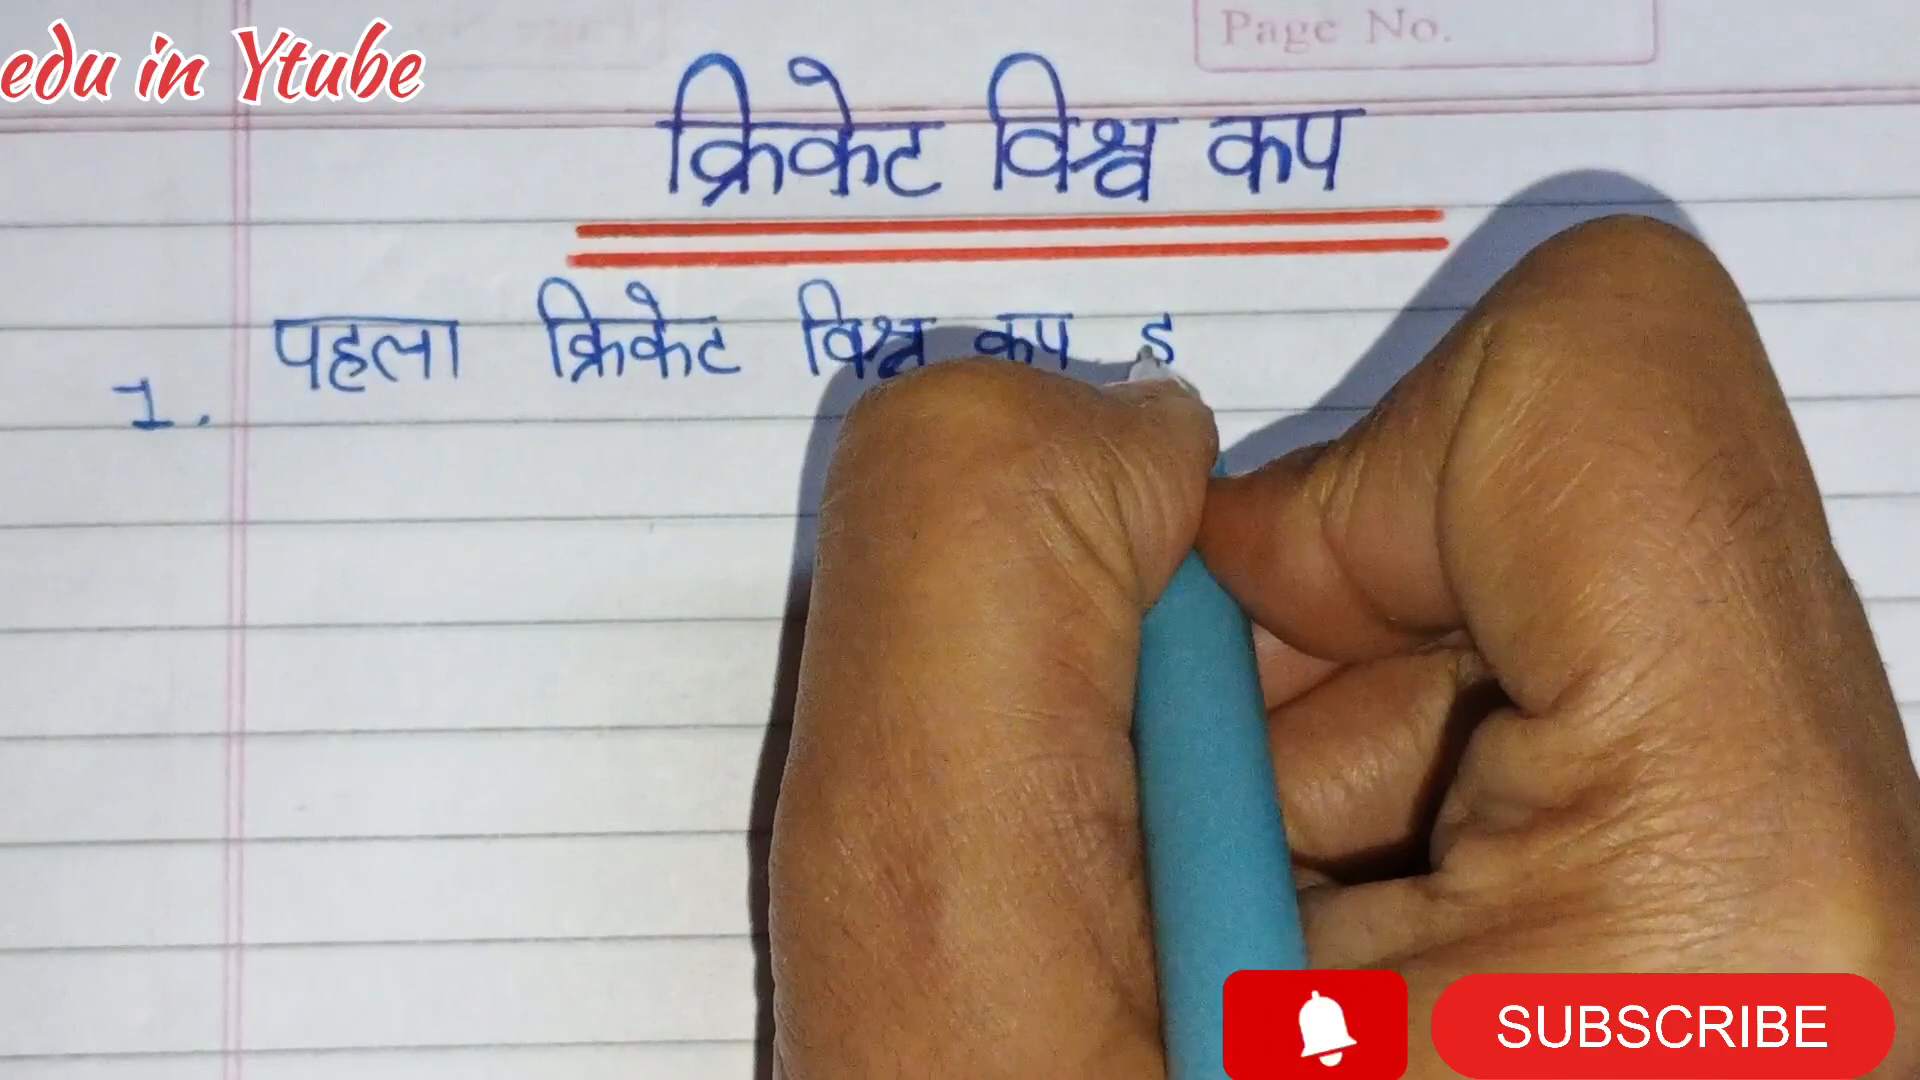 edu in Ytube
Page No.
क्रिकेट विश्व कप
1. पहला क्रिकेट विश्व कप
SUBSCRIBE